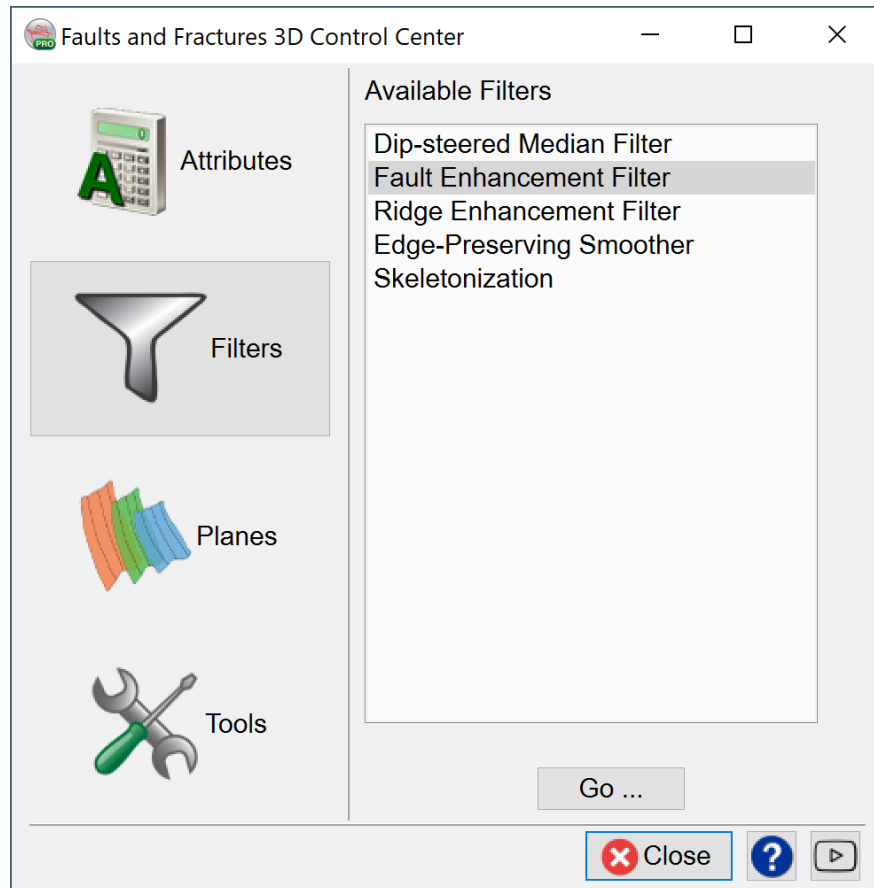 PRO
Faults and Fractures 3D Control Center
Attributes
A
Filters
Planes
Tools
Available Filters
Dip-steered Median Filter
Fault Enhancement Filter
Ridge Enhancement Filter
Edge-Preserving Smoother
Skeletonization
Go ...
Close
?